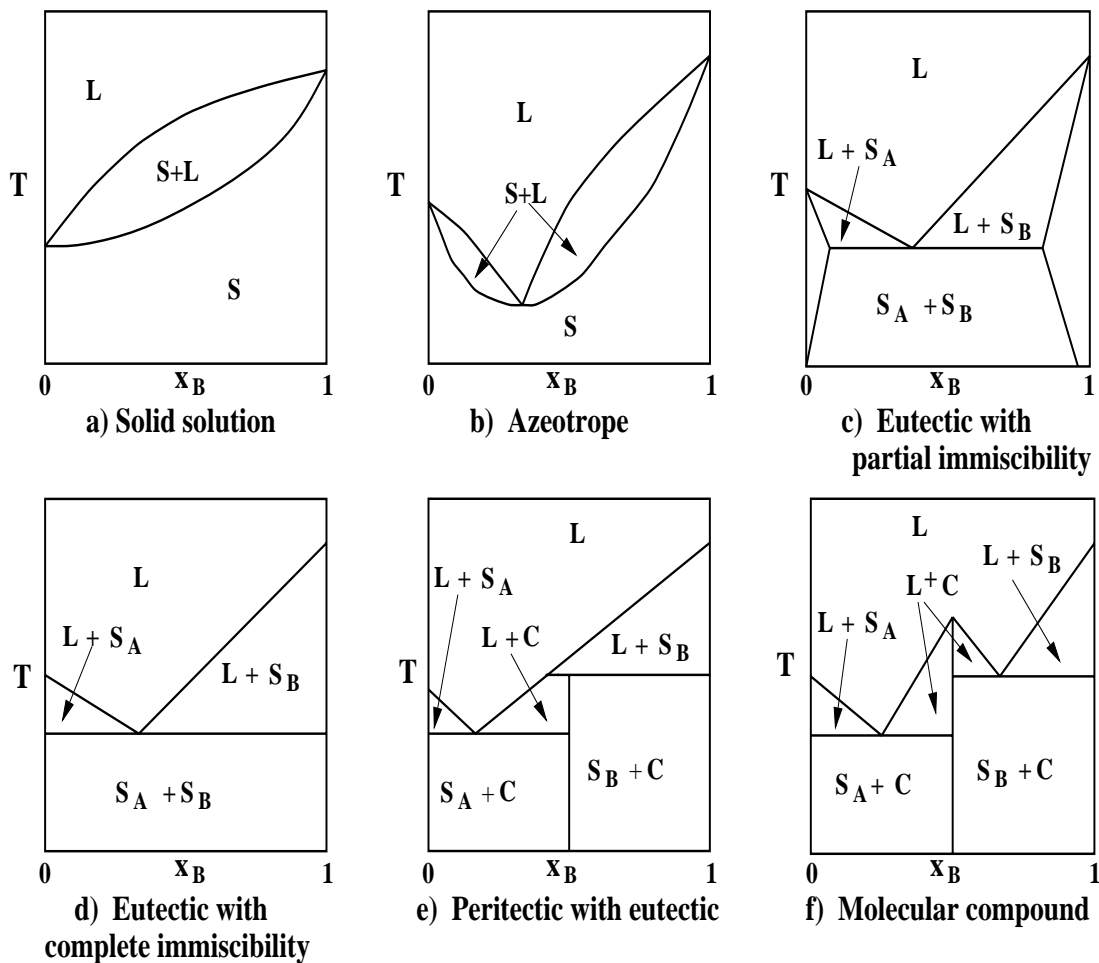 L
S+L
T
S
0
x_B
1
a) Solid solution
L
T
S+L
S
0
x_B
1
b) Azeotrope
L
L + S_A
T
L + S_B
S_A + S_B
0
x_B
1
c) Eutectic with
partial immiscibility
L
L + S_A
T
L + S_B
S_A + S_B
0
x_B
1
d) Eutectic with
complete immiscibility
L
L + S_A
L + C
L + S_B
T
S_B + C
S_A + C
0
x_B
1
e) Peritectic with eutectic
L
L + S_B
L + C
L + S_A
T
S_B + C
S_A + C
0
x_B
1
f) Molecular compound